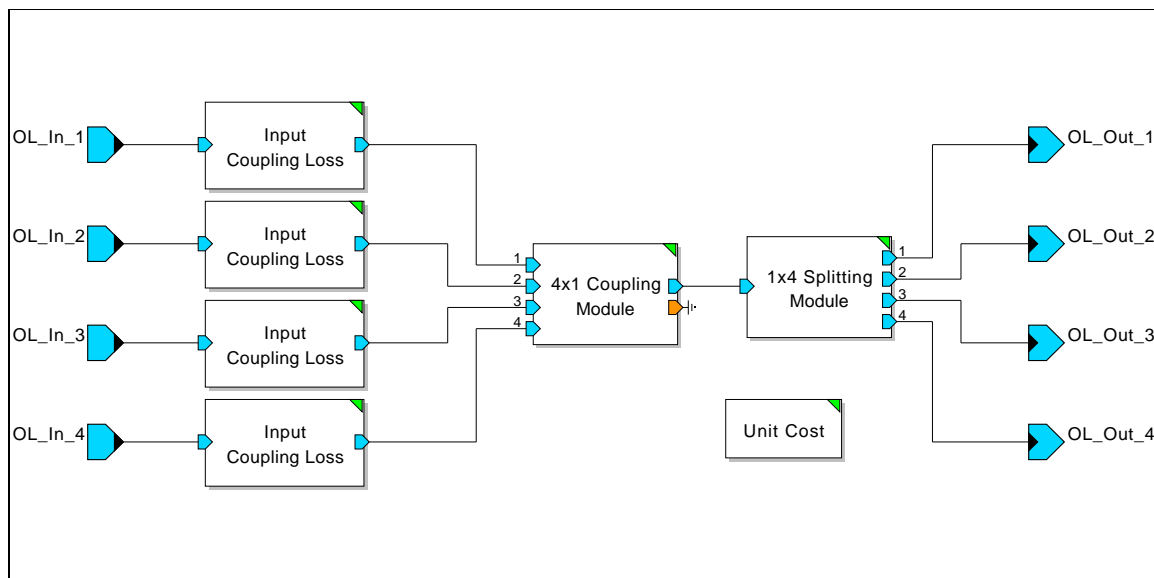 OL_In_1
Input
Coupling Loss
OL_Out_1
OL_In_2
Input
Coupling Loss
OL_Out_2
1
2
3
4
4x1 Coupling
Module
1x4 Splitting
Module
1
2
3
4
OL_In_3
Input
Coupling Loss
OL_Out_3
OL_In_4
Input
Coupling Loss
Unit Cost
OL_Out_4